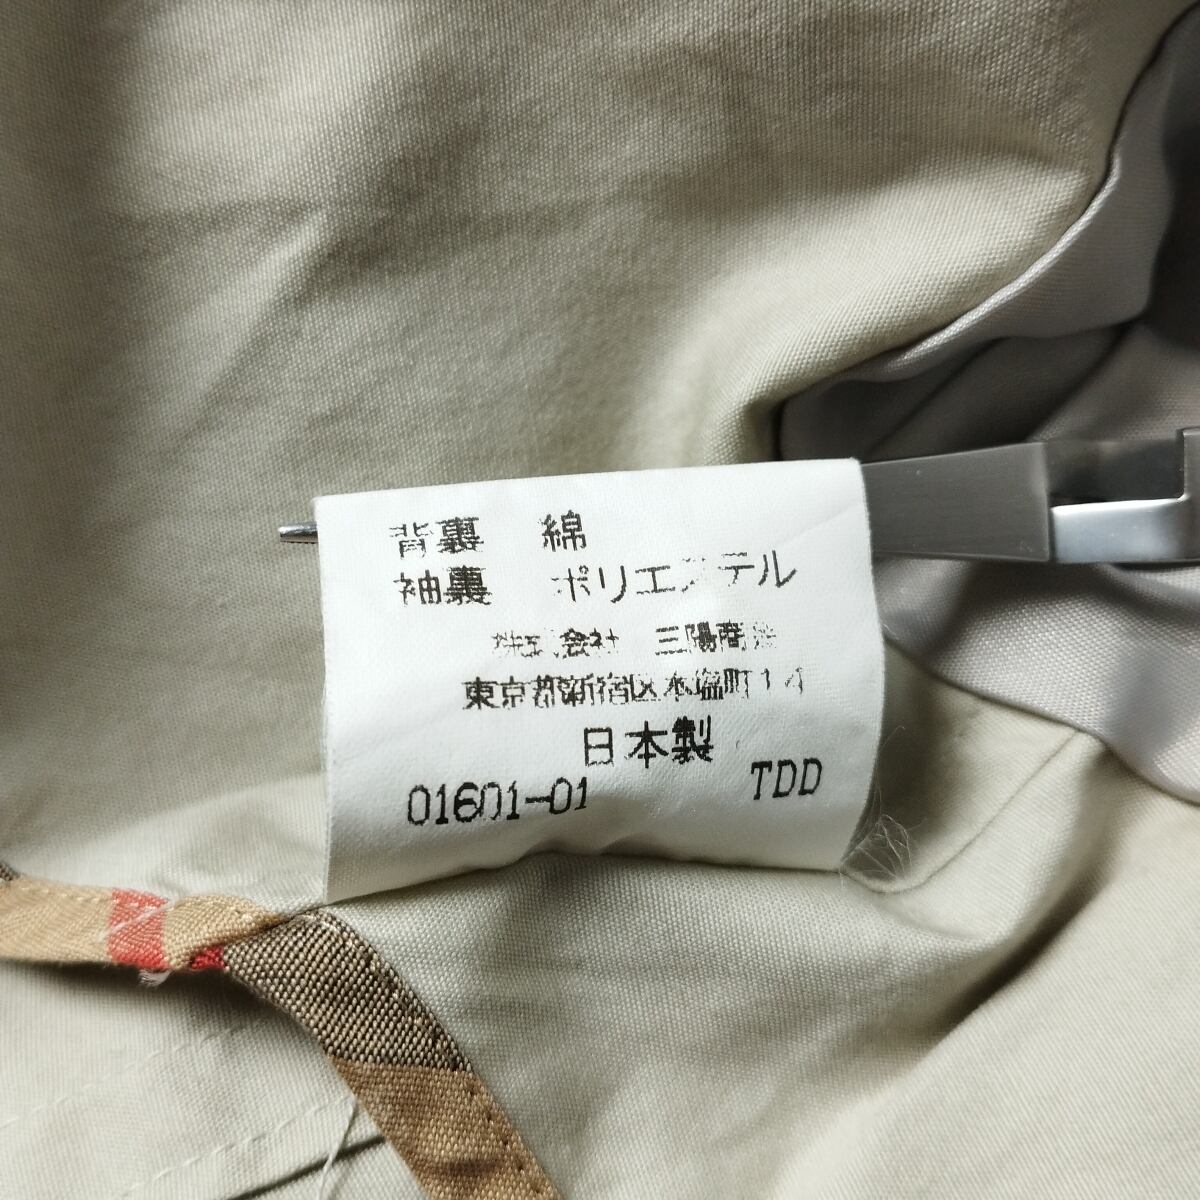 背裏 綿
袖裏 ポリエステル
株式会社 三陽商会
東京都新宿区本塩町14
日本製
01601-01 TDD